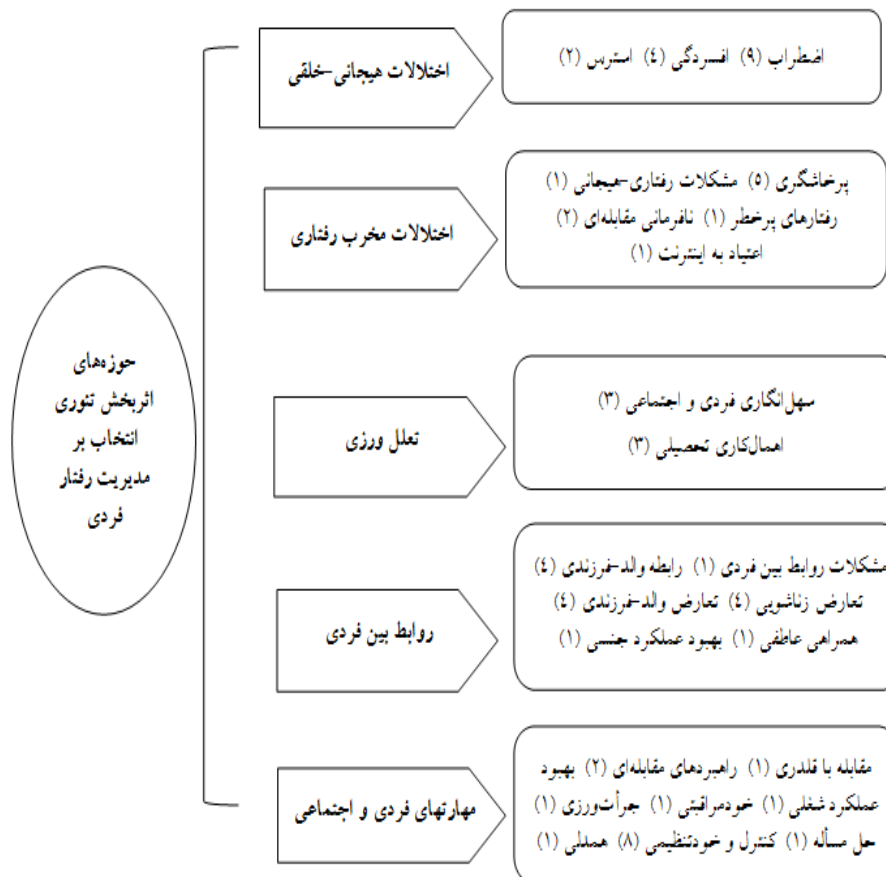 حوزه‌های
اثربخش تئوری
انتخاب بر
مدیریت رفتار
فردی
اختلالات هیجانی-خلقی
اضطراب (۹) افسردگی (۴) استرس (۲)
اختلالات مخرب رفتاری
پرخاشگری (۵) مشکلات رفتاری-هیجانی (۱)
رفتارهای پرخطر (۱) نافرمانی مقابله‌ای (۲)
اعتیاد به اینترنت (۱)
تعلل ورزی
سهل‌انگاری فردی و اجتماعی (۳)
اهمال‌کاری تحصیلی (۳)
روابط بین فردی
مشکلات روابط بین فردی (۱) رابطه والد-فرزندی (۴)
تعارض زناشویی (۴) تعارض والد-فرزندی (۴)
همراهی عاطفی (۱) بهبود عملکرد جنسی (۱)
مهارتهای فردی و اجتماعی
مقابله با قلدری (۱) راهبردهای مقابله‌ای (۲) بهبود
عملکرد شغلی (۱) خودمراقبتی (۱) جرأت‌ورزی (۱)
حل مسأله (۱) کنترل و خودتنظیمی (۸) همدلی (۱)